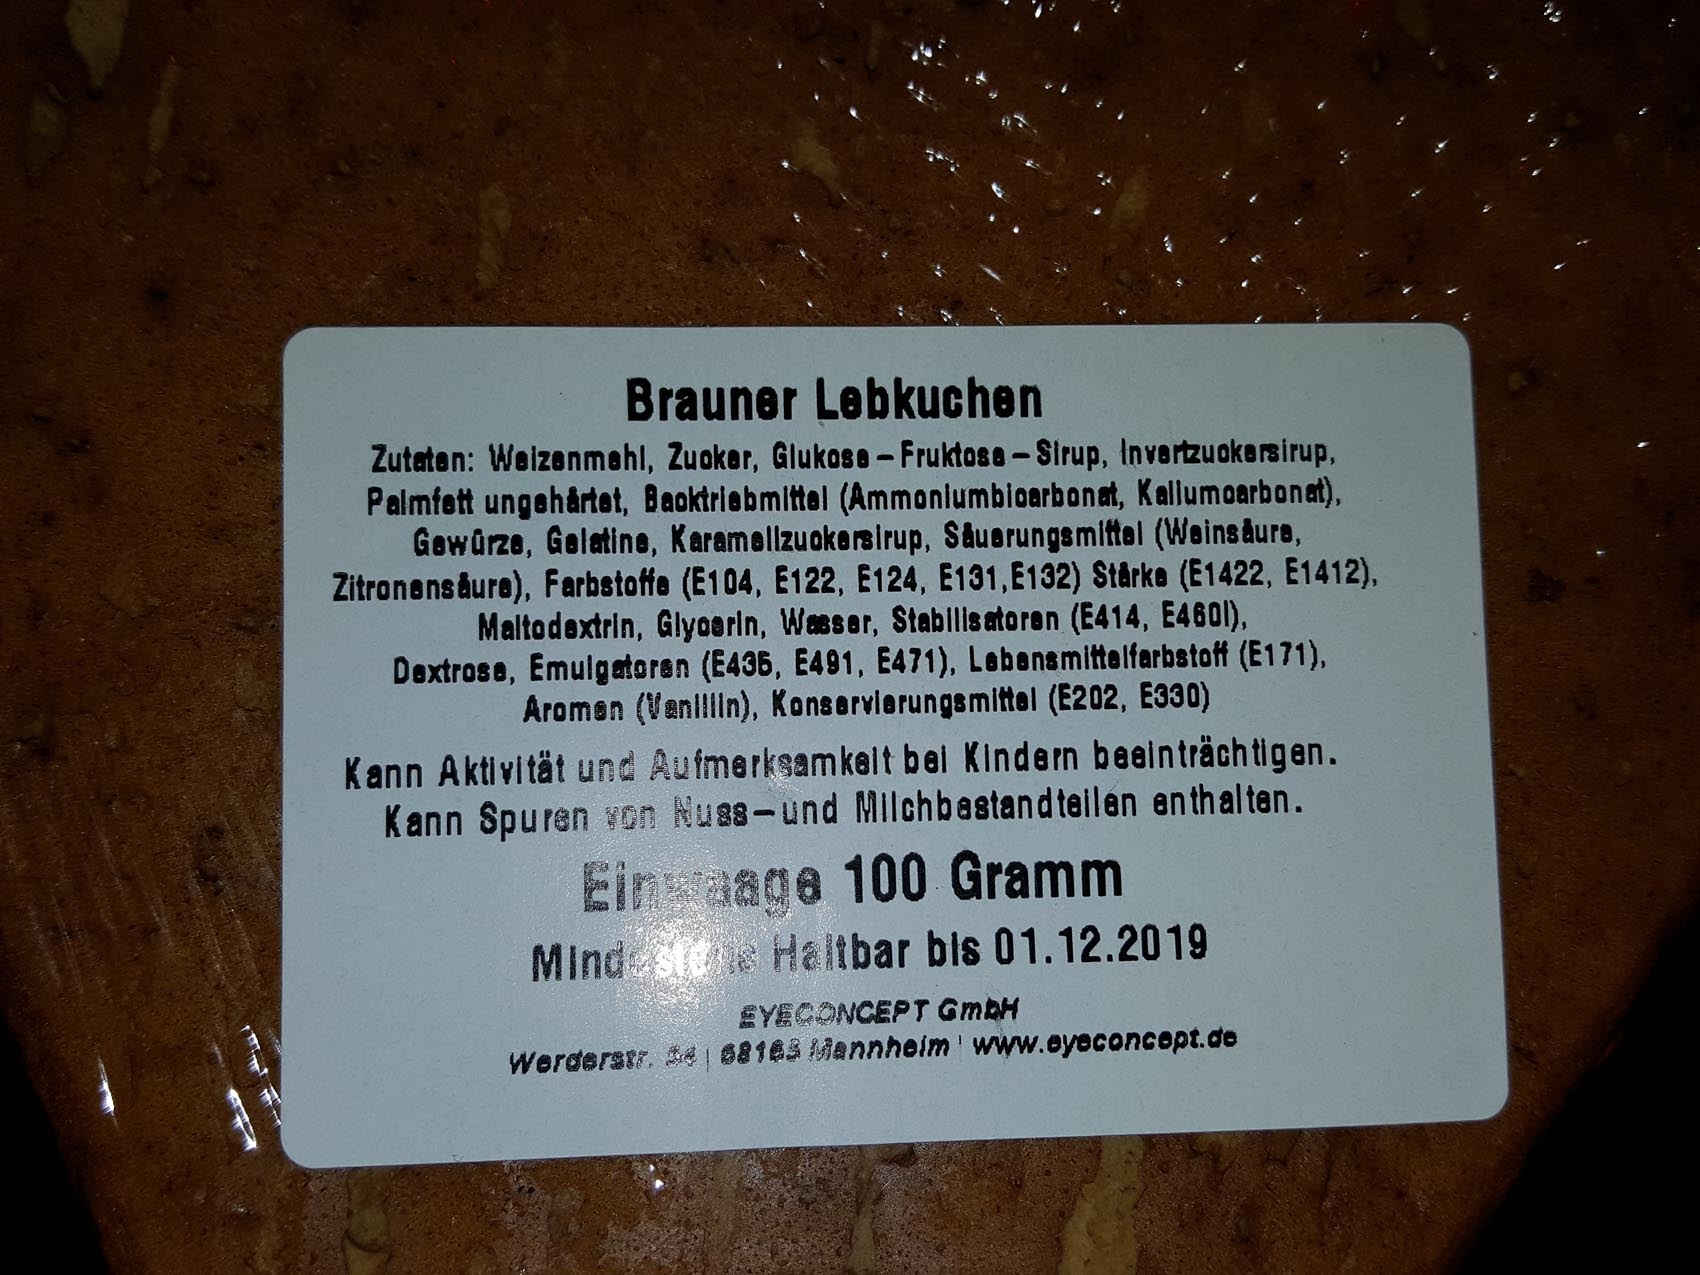 Brauner Lebkuchen
Zutaten: Weizenmehl, Zucker, Glukose – Fruktose – Sirup, Invertzuckersirup,
Palmfett ungehärtet, Backtriebmittel (Ammoniumbicarbonat, Kaliumcarbonat),
Gewürze, Gelatine, Karamellzuckersirup, Säuerungsmittel (Weinsäure,
Zitronensäure), Farbstoffe (E104, E122, E124, E131,E132) Stärke (E1422, E1412),
Maltodextrin, Glycerin, Wasser, Stabilisatoren (E414, E460I),
Dextrose, Emulgatoren (E435, E491, E471), Lebensmittelfarbstoff (E171),
Aromen (Vanillin), Konservierungsmittel (E202, E330)
Kann Aktivität und Aufmerksamkeit bei Kindern beeinträchtigen.
Kann Spuren von Nuss–und Milchbestandteilen enthalten.
Einwaage 100 Gramm
Mindestens Haltbar bis 01.12.2019
EYECONCEPT GmbH
Werderstr. | 68165 Mannheim | www.eyeconcept.de